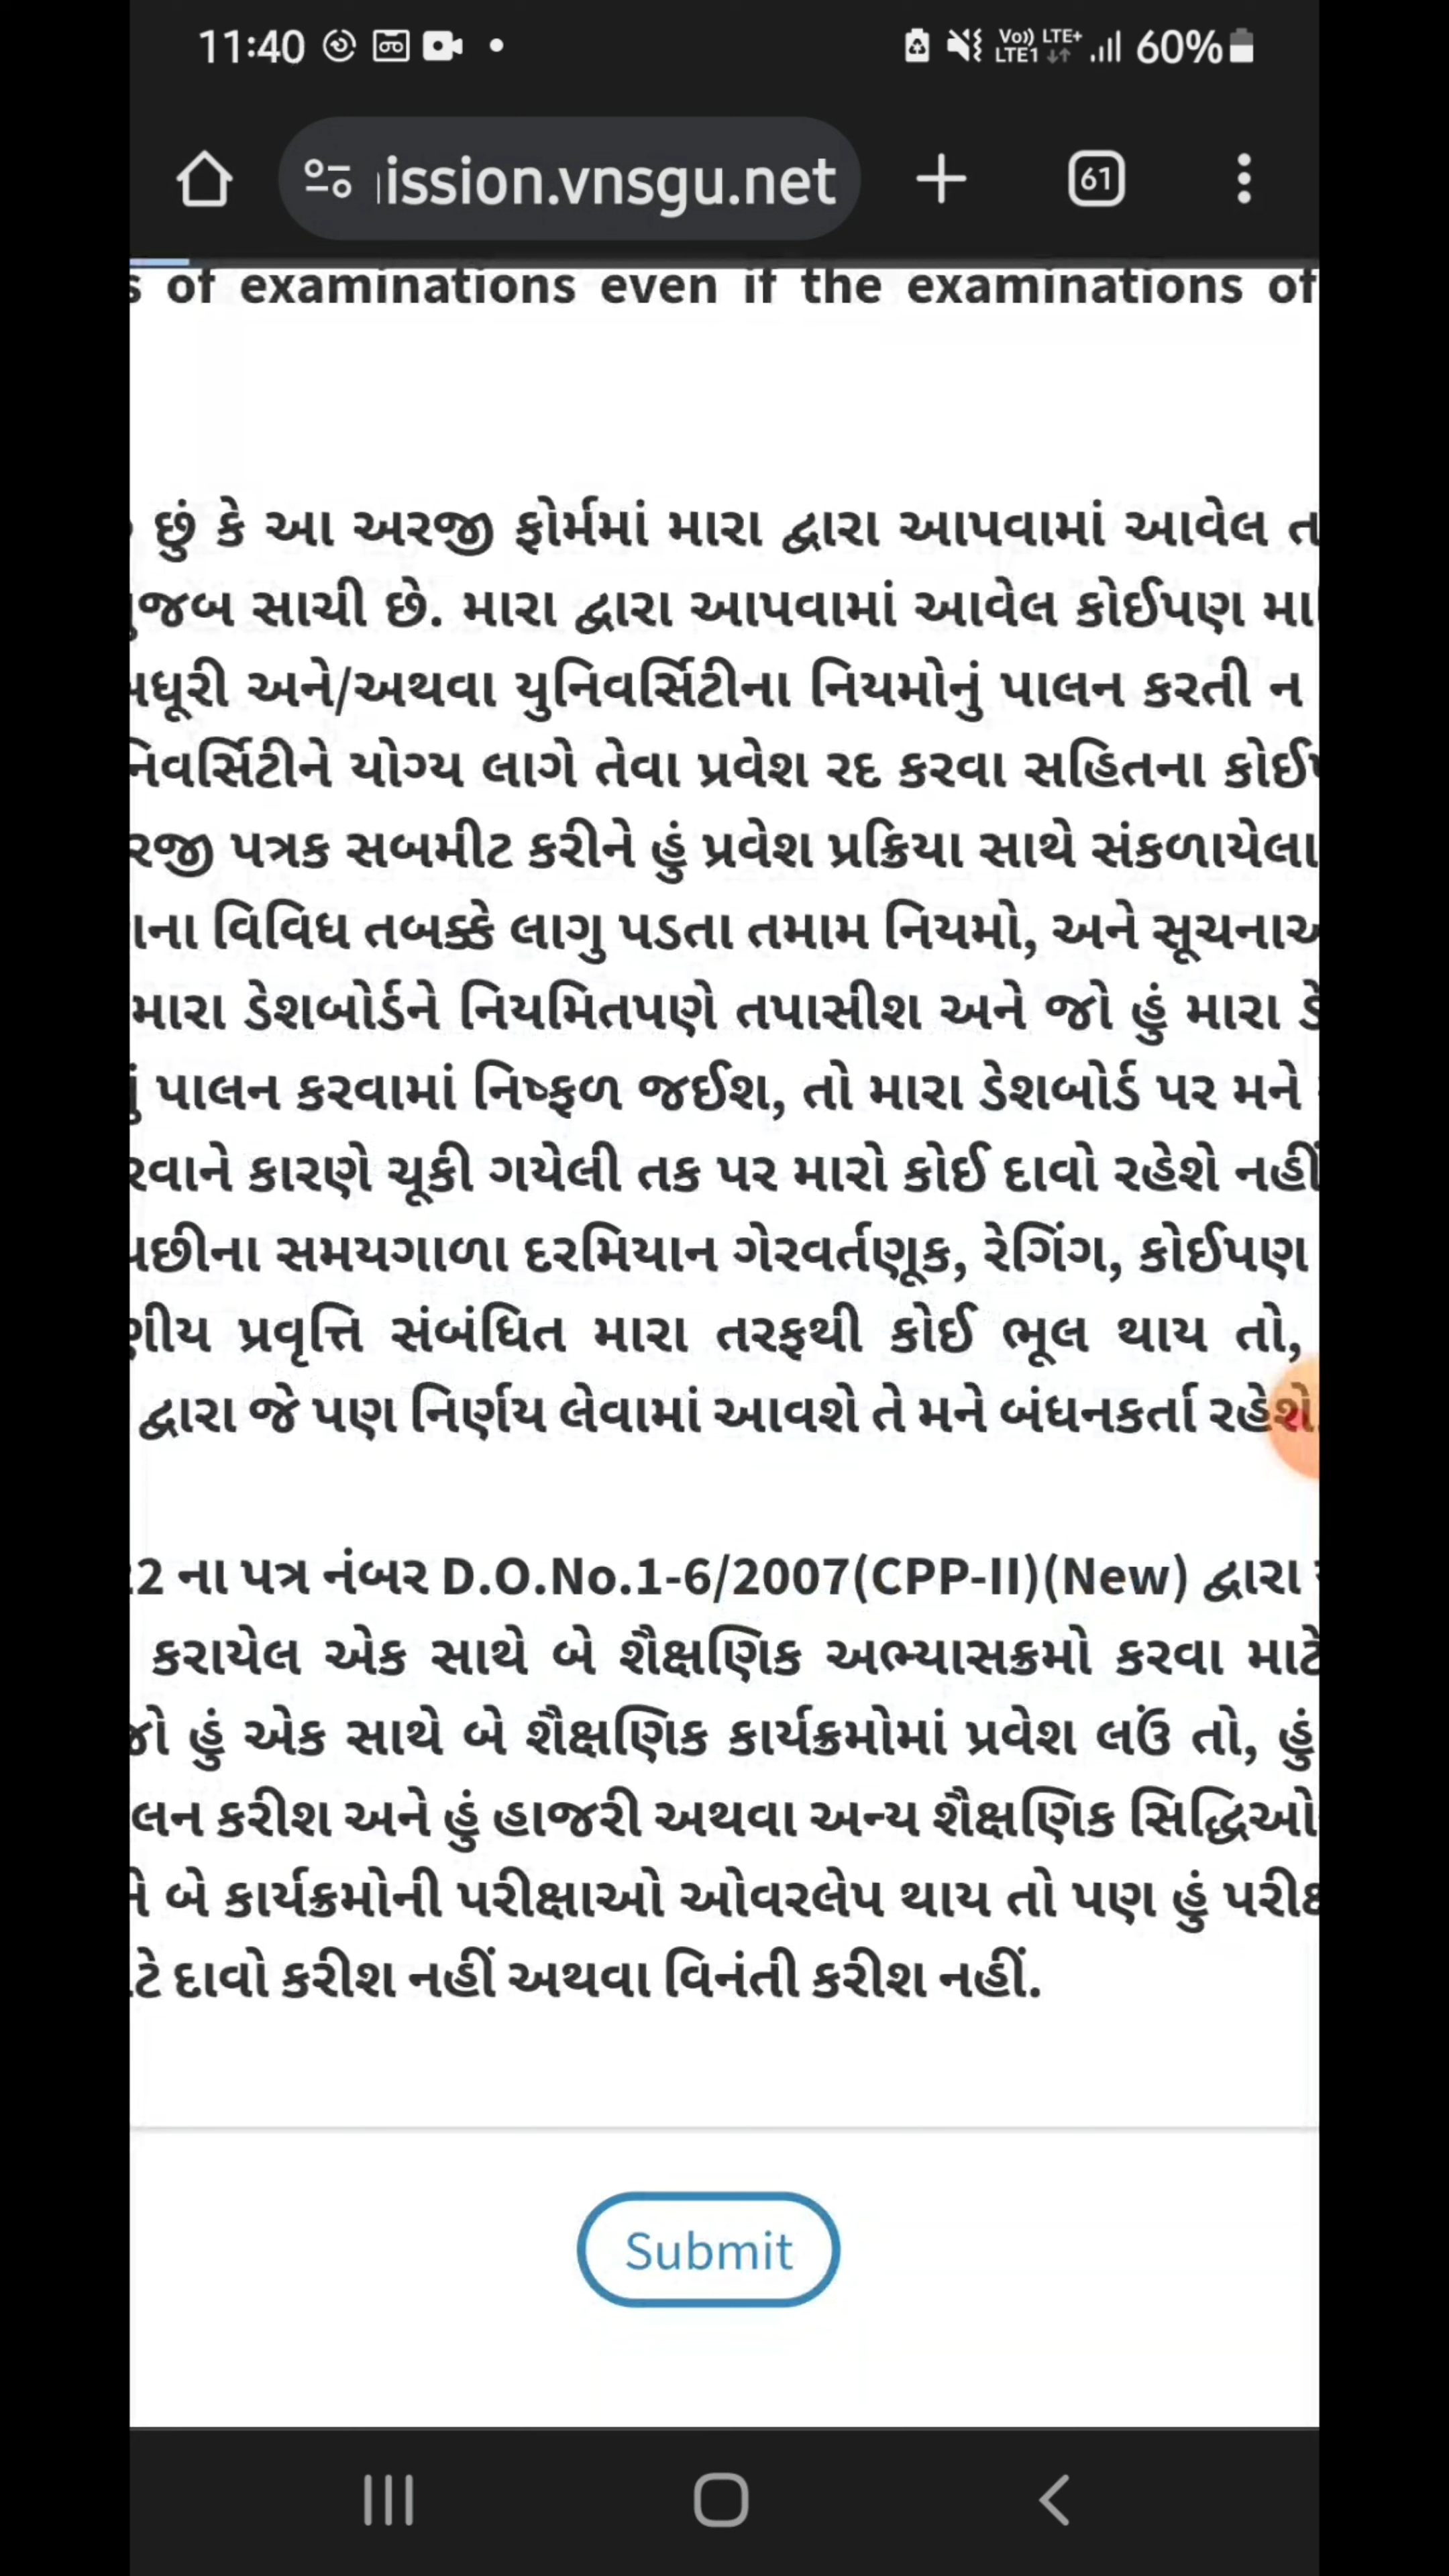 11:40
Vo)) LTE+
LTE1
60%
ission.vnsgu.net
61
s of examinations even if the examinations of
છું કે આ અરજી ફોર્મમાં મારા દ્વારા આપવામાં આવેલ ત
સાચી છે. મારા દ્વારા આપવામાં આવેલ કોઈપણ
અને/અથવા યુનિવર્સિટીના નિયમોનું પાલન કરતી ન
યોગ્ય લાગે તેવા પ્રવેશ રદ કરવા સહિતના
પત્રક સબમીટ કરીને હું પ્રવેશ પ્રક્રિયા સાથે સંકળાયેલા
વિવિધ તબક્કે લાગુ પડતા તમામ નિયમો, અને
મારા ડેશબોર્ડને નિયમિતપણે તપાસીશ અને જો હું મારા
પાલન કરવામાં નિષ્ફળ જઈશ, તો મારા ડેશબોર્ડ પર મને
કારણે ચૂકી ગયેલી તક પર મારો કોઈ દાવો રહેશે નહીં
સમયગાળા દરમિયાન ગેરવર્તણૂક, રેગિંગ, કોઈપણ
પ્રવૃત્તિ સંબંધિત મારા તરફથી કોઈ ભૂલ થાય તો,
દ્વારા જે પણ નિર્ણય લેવામાં આવશે તે મને બંધનકર્તા રહેશે
2 ના પત્ર નંબર D.O.No.1-6/2007(CPP-II)(New) દ્વારા
કરાયેલ એક સાથે બે શૈક્ષણિક અભ્યાસક્રમો કરવા માટે
જો હું એક સાથે બે શૈક્ષણિક કાર્યક્રમોમાં પ્રવેશ લઉં તો, હું
લન કરીશ અને હું હાજરી અથવા અન્ય શૈક્ષણિક સિદ્ધિઓ
બે કાર્યક્રમોની પરીક્ષાઓ ઓવરલેપ થાય તો પણ હું
ટે દાવો કરીશ નહીં અથવા વિનંતી કરીશ નહીં.
Submit